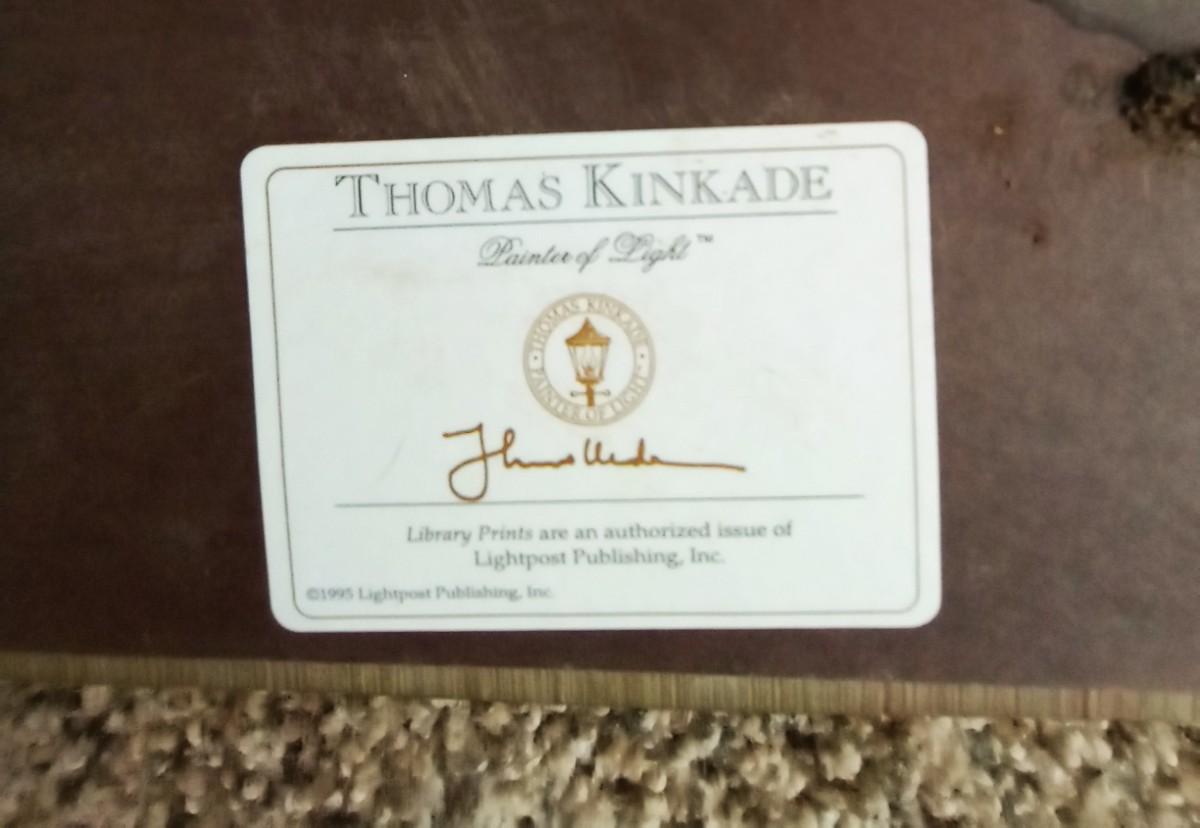 THOMAS KINKADE
Painter of Light™
THOMAS KINKADE • PAINTER OF LIGHT™ •
Library Prints are an authorized issue of
Lightpost Publishing, Inc.
©1995 Lightpost Publishing, Inc.